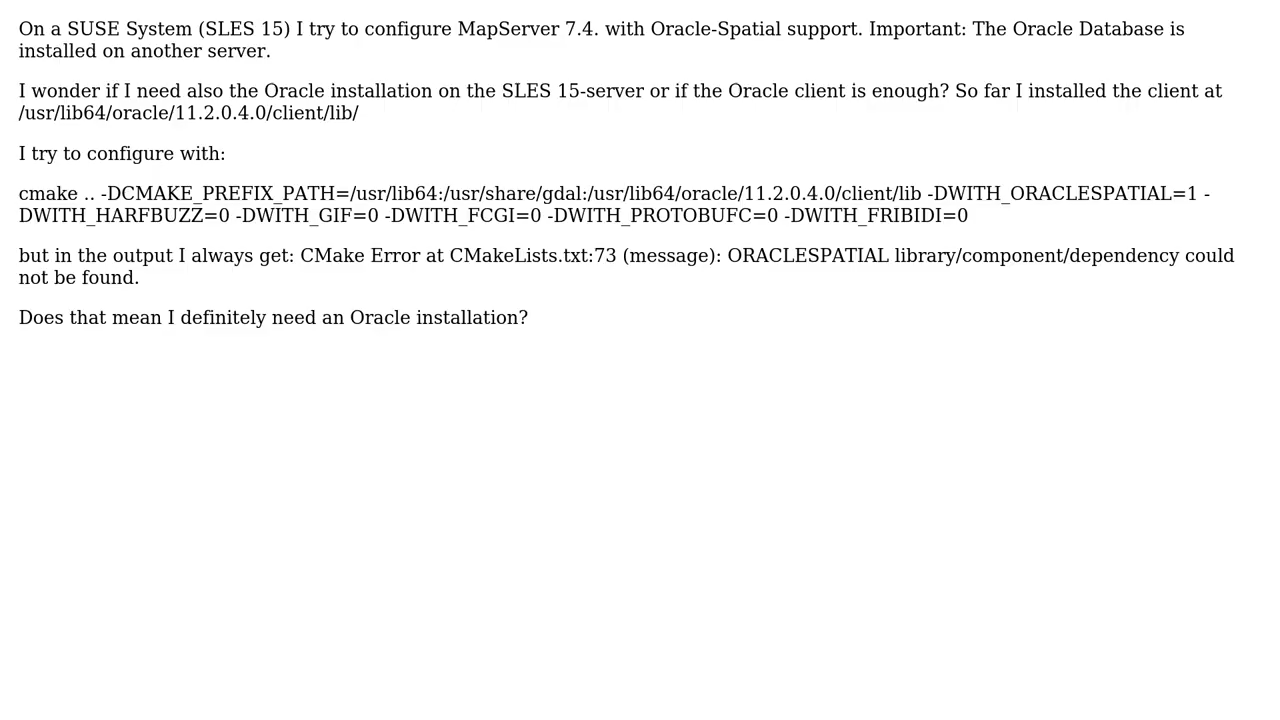 On a SUSE System (SLES 15) I try to configure MapServer 7.4. with Oracle-Spatial support. Important: The Oracle Database is
installed on another server.
I wonder if I need also the Oracle installation on the SLES 15-server or if the Oracle client is enough? So far I installed the client at
/usr/lib64/oracle/11.2.0.4.0/client/lib/
I try to configure with:
cmake .. -DCMAKE_PREFIX_PATH=/usr/lib64:/usr/share/gdal:/usr/lib64/oracle/11.2.0.4.0/client/lib -DWITH_ORACLESPATIAL=1 -
DWITH_HARFBUZZ=0 -DWITH_GIF=0 -DWITH_FCGI=0 -DWITH_PROTOBUFC=0 -DWITH_FRIBIDI=0
but in the output I always get: CMake Error at CMakeLists.txt:73 (message): ORACLESPATIAL library/component/dependency could
not be found.
Does that mean I definitely need an Oracle installation?